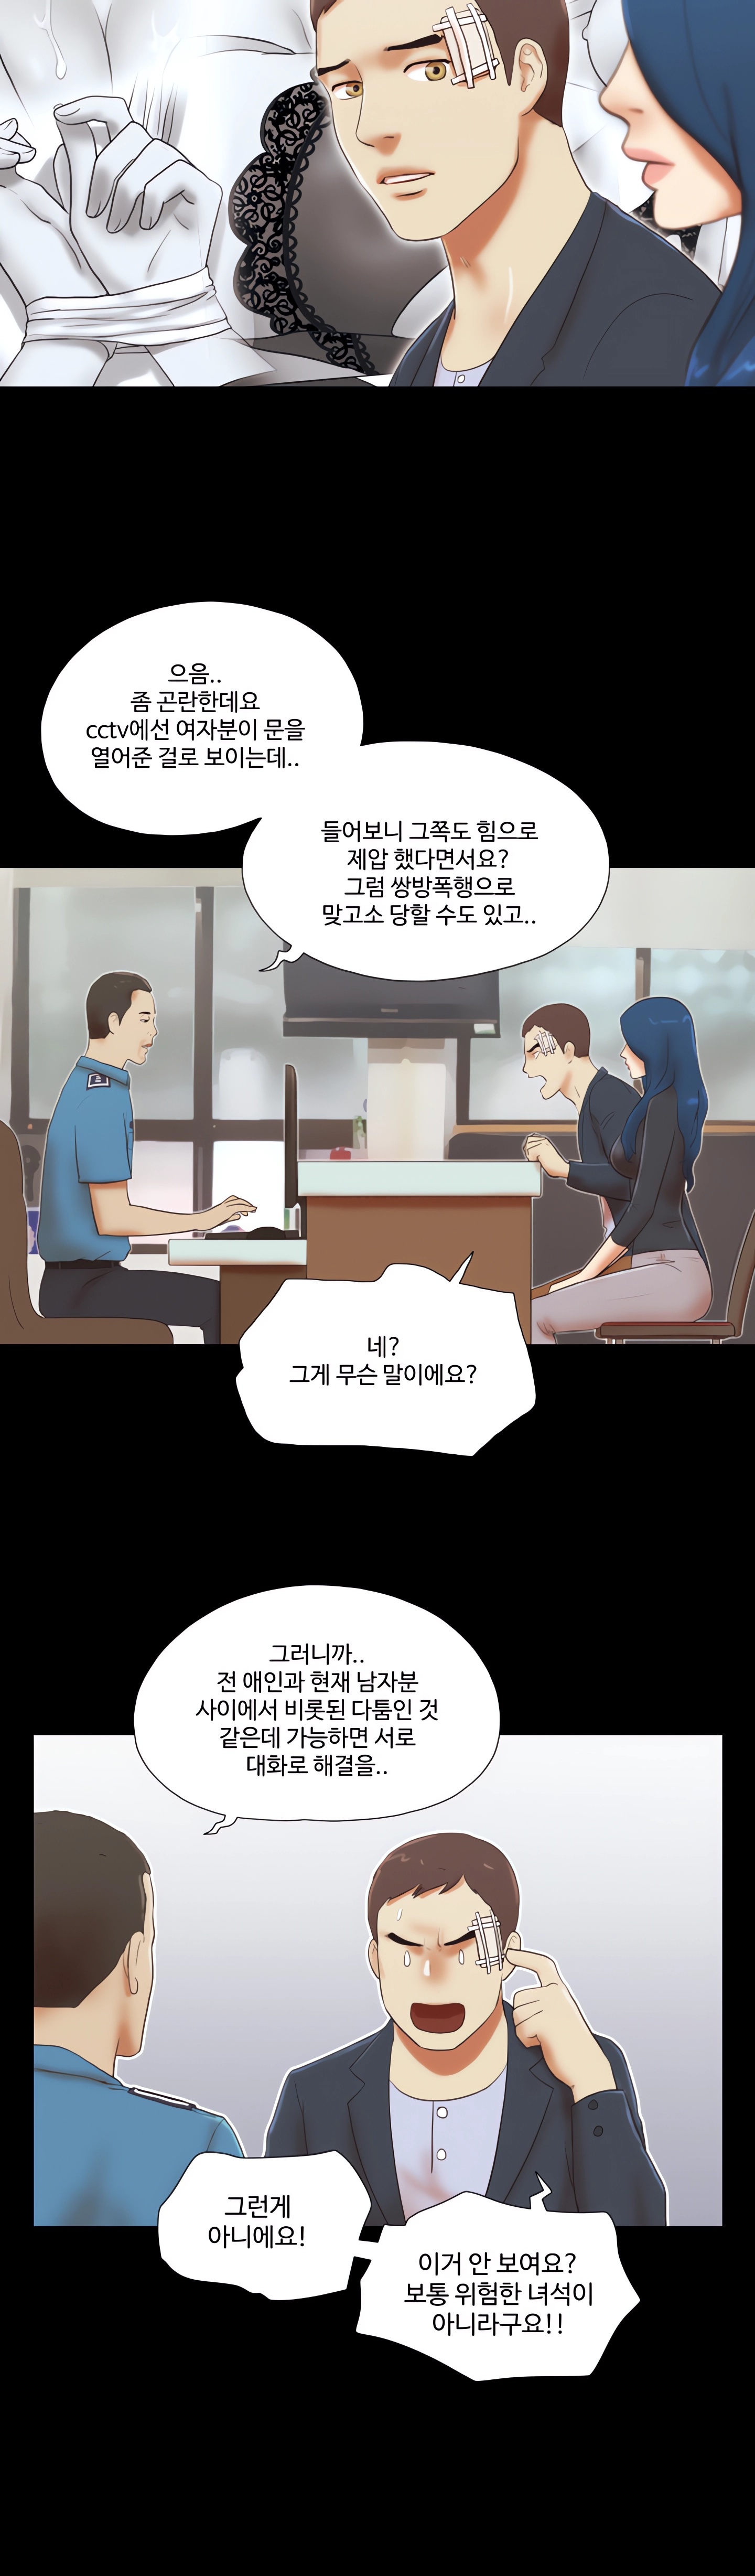 으음..
좀 곤란한데요
cctv에선 여자분이 문을
열어준 걸로 보이는데..
들어보니 그쪽도 힘으로
제압 했다면서요?
그럼 쌍방폭행으로
맞고소 당할 수도 있고..
네?
그게 무슨 말이에요?
그러니까..
전 애인과 현재 남자분
사이에서 비롯된 다툼인 것
같은데 가능하면 서로
대화로 해결을..
그런게
아니에요!
이거 안 보여요?
보통 위험한 녀석이
아니라구요!!